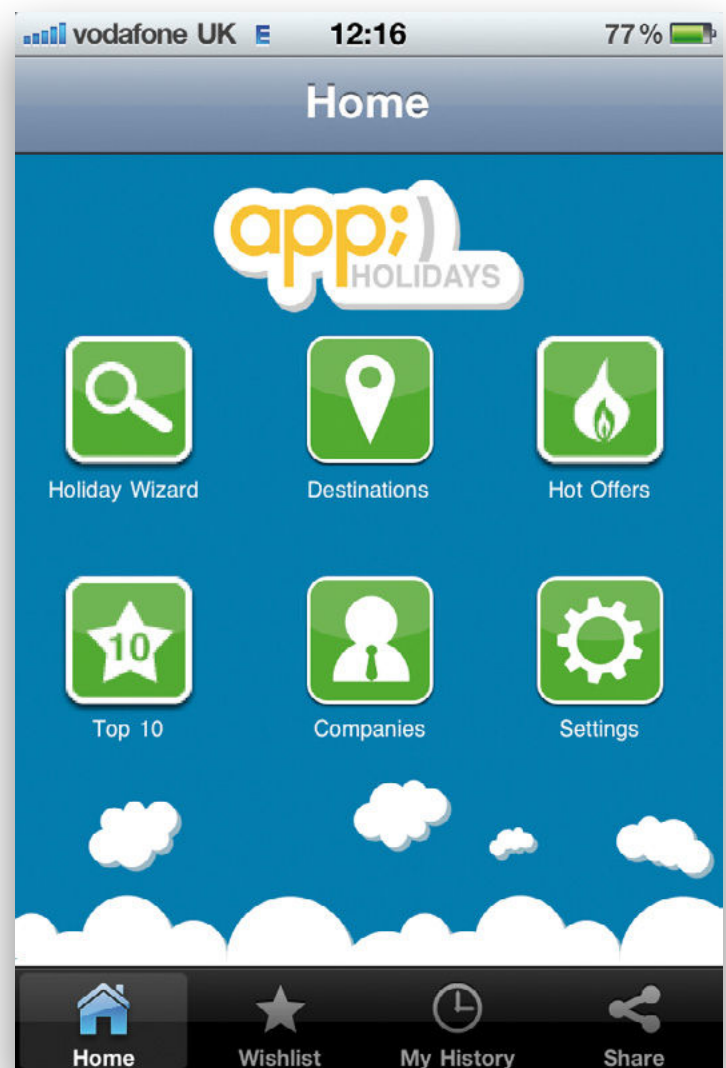 vodafone UK E 12:16 77%
Home
app;)
HOLIDAYS
Holiday Wizard Destinations Hot Offers
10
Top 10 Companies Settings
Home Wishlist My History Share